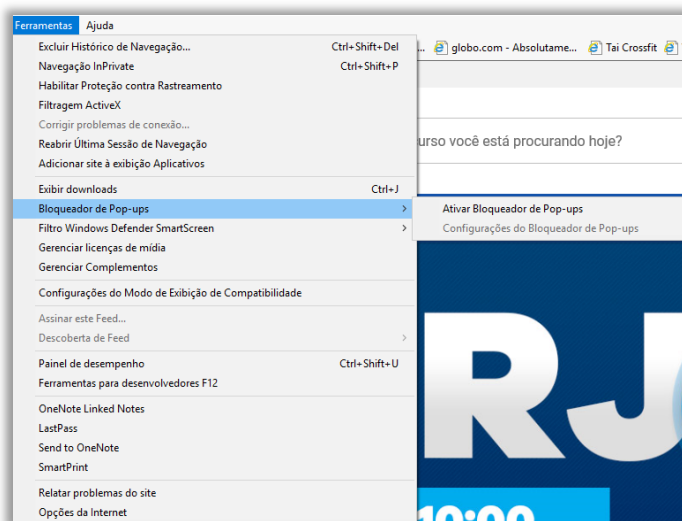 Ferramentas Ajuda
Excluir Histórico de Navegação... Ctrl+Shift+Del
Navegação InPrivate Ctrl+Shift+P
Habilitar Proteção contra Rastreamento
Filtragem ActiveX
Corrigir problemas de conexão...
Reabrir Última Sessão de Navegação
Adicionar site à exibição Aplicativos
Exibir downloads Ctrl+J
Bloqueador de Pop-ups >
Filtro Windows Defender SmartScreen >
Gerenciar licenças de mídia
Gerenciar Complementos
Configurações do Modo de Exibição de Compatibilidade
Assinar este Feed...
Descoberta de Feed >
Painel de desempenho Ctrl+Shift+U
Ferramentas para desenvolvedores F12
OneNote Linked Notes
LastPass
Send to OneNote
SmartPrint
Relatar problemas do site
Opções da Internet
... globo.com - Absolutame... Tai Crossfit
urso você está procurando hoje?
Ativar Bloqueador de Pop-ups
Configurações do Bloqueador de Pop-ups
RJ
10:00